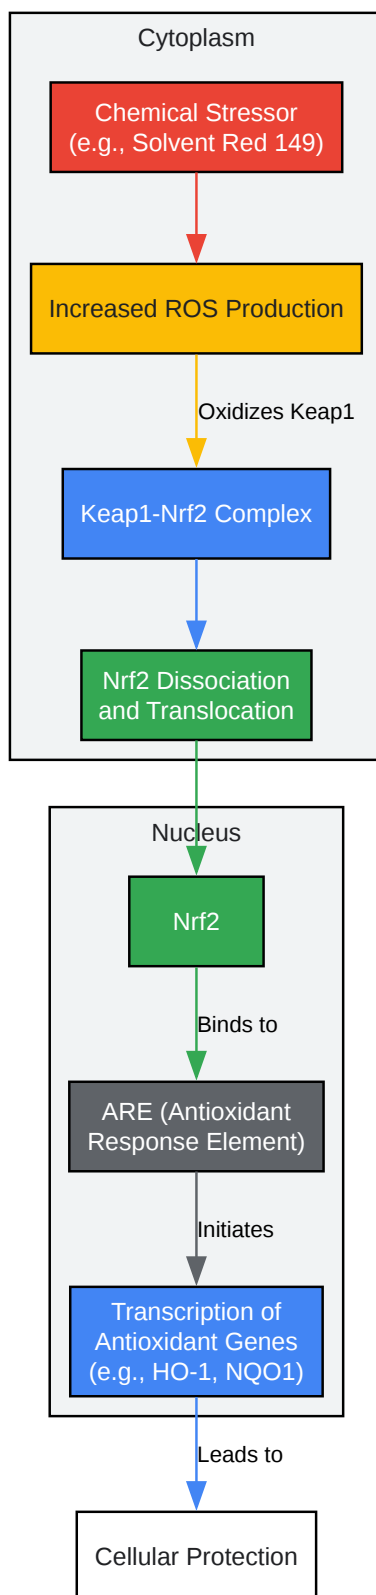 Cytoplasm
Chemical Stressor
(e.g., Solvent Red 149)
Increased ROS Production
Oxidizes Keap1
Keap1-Nrf2 Complex
Nrf2 Dissociation
and Translocation
Nucleus
Nrf2
Binds to
ARE (Antioxidant
Response Element)
Initiates
Transcription of
Antioxidant Genes
(e.g., HO-1, NQO1)
Leads to
Cellular Protection